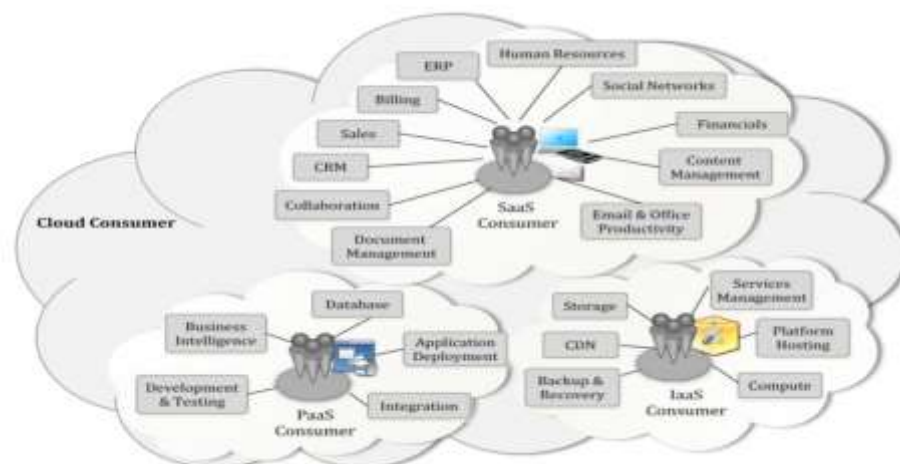 Human Resources
ERP
Social Networks
Billing
Financials
Sales
Content
Management
CRM
Collaboration
SaaS
Consumer
Email & Office
Productivity
Cloud Consumer
Document
Management
Services
Management
Database
Storage
Business
Intelligence
Platform
Hosting
Application
Deployment
CDN
Development
& Testing
Backup &
Recovery
Compute
Integration
PaaS
Consumer
IaaS
Consumer